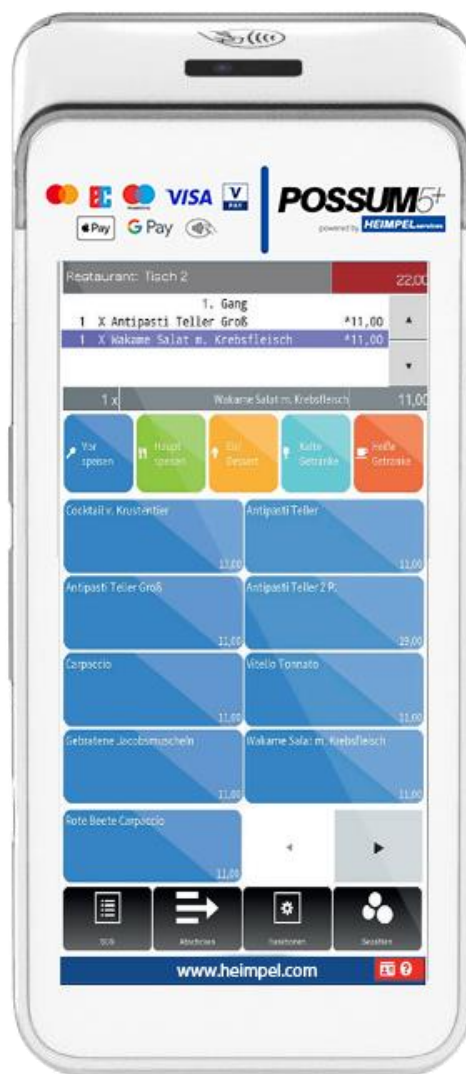 VISA V PAY
Pay G Pay
POSSUM5+
powered by HEIMPEL services
Restaurant: Tisch 2 22,00
1. Gang
1 X Antipasti Teller Groß *11,00
1 X Wakame Salat m. Krebsfleisch *11,00
1 x Wakame Salat m. Krebsfleisch 11,00
Vor speisen
Haupt speisen
Eis/ Dessert
Kalte Getränke
Heiße Getränke
Cocktail v. Krustentier
Antipasti Teller
11,00
Antipasti Teller Groß
11,00
Antipasti Teller 2 P.
Carpaccio
11,00
Vitello Tonnato
11,00
Gebratene Jacobsmuscheln
11,00
Wakame Salat m. Krebsfleisch
11,00
Rote Beete Carpaccio
11,00
Abschicken
Funktionen
Bezahlen
www.heimpel.com